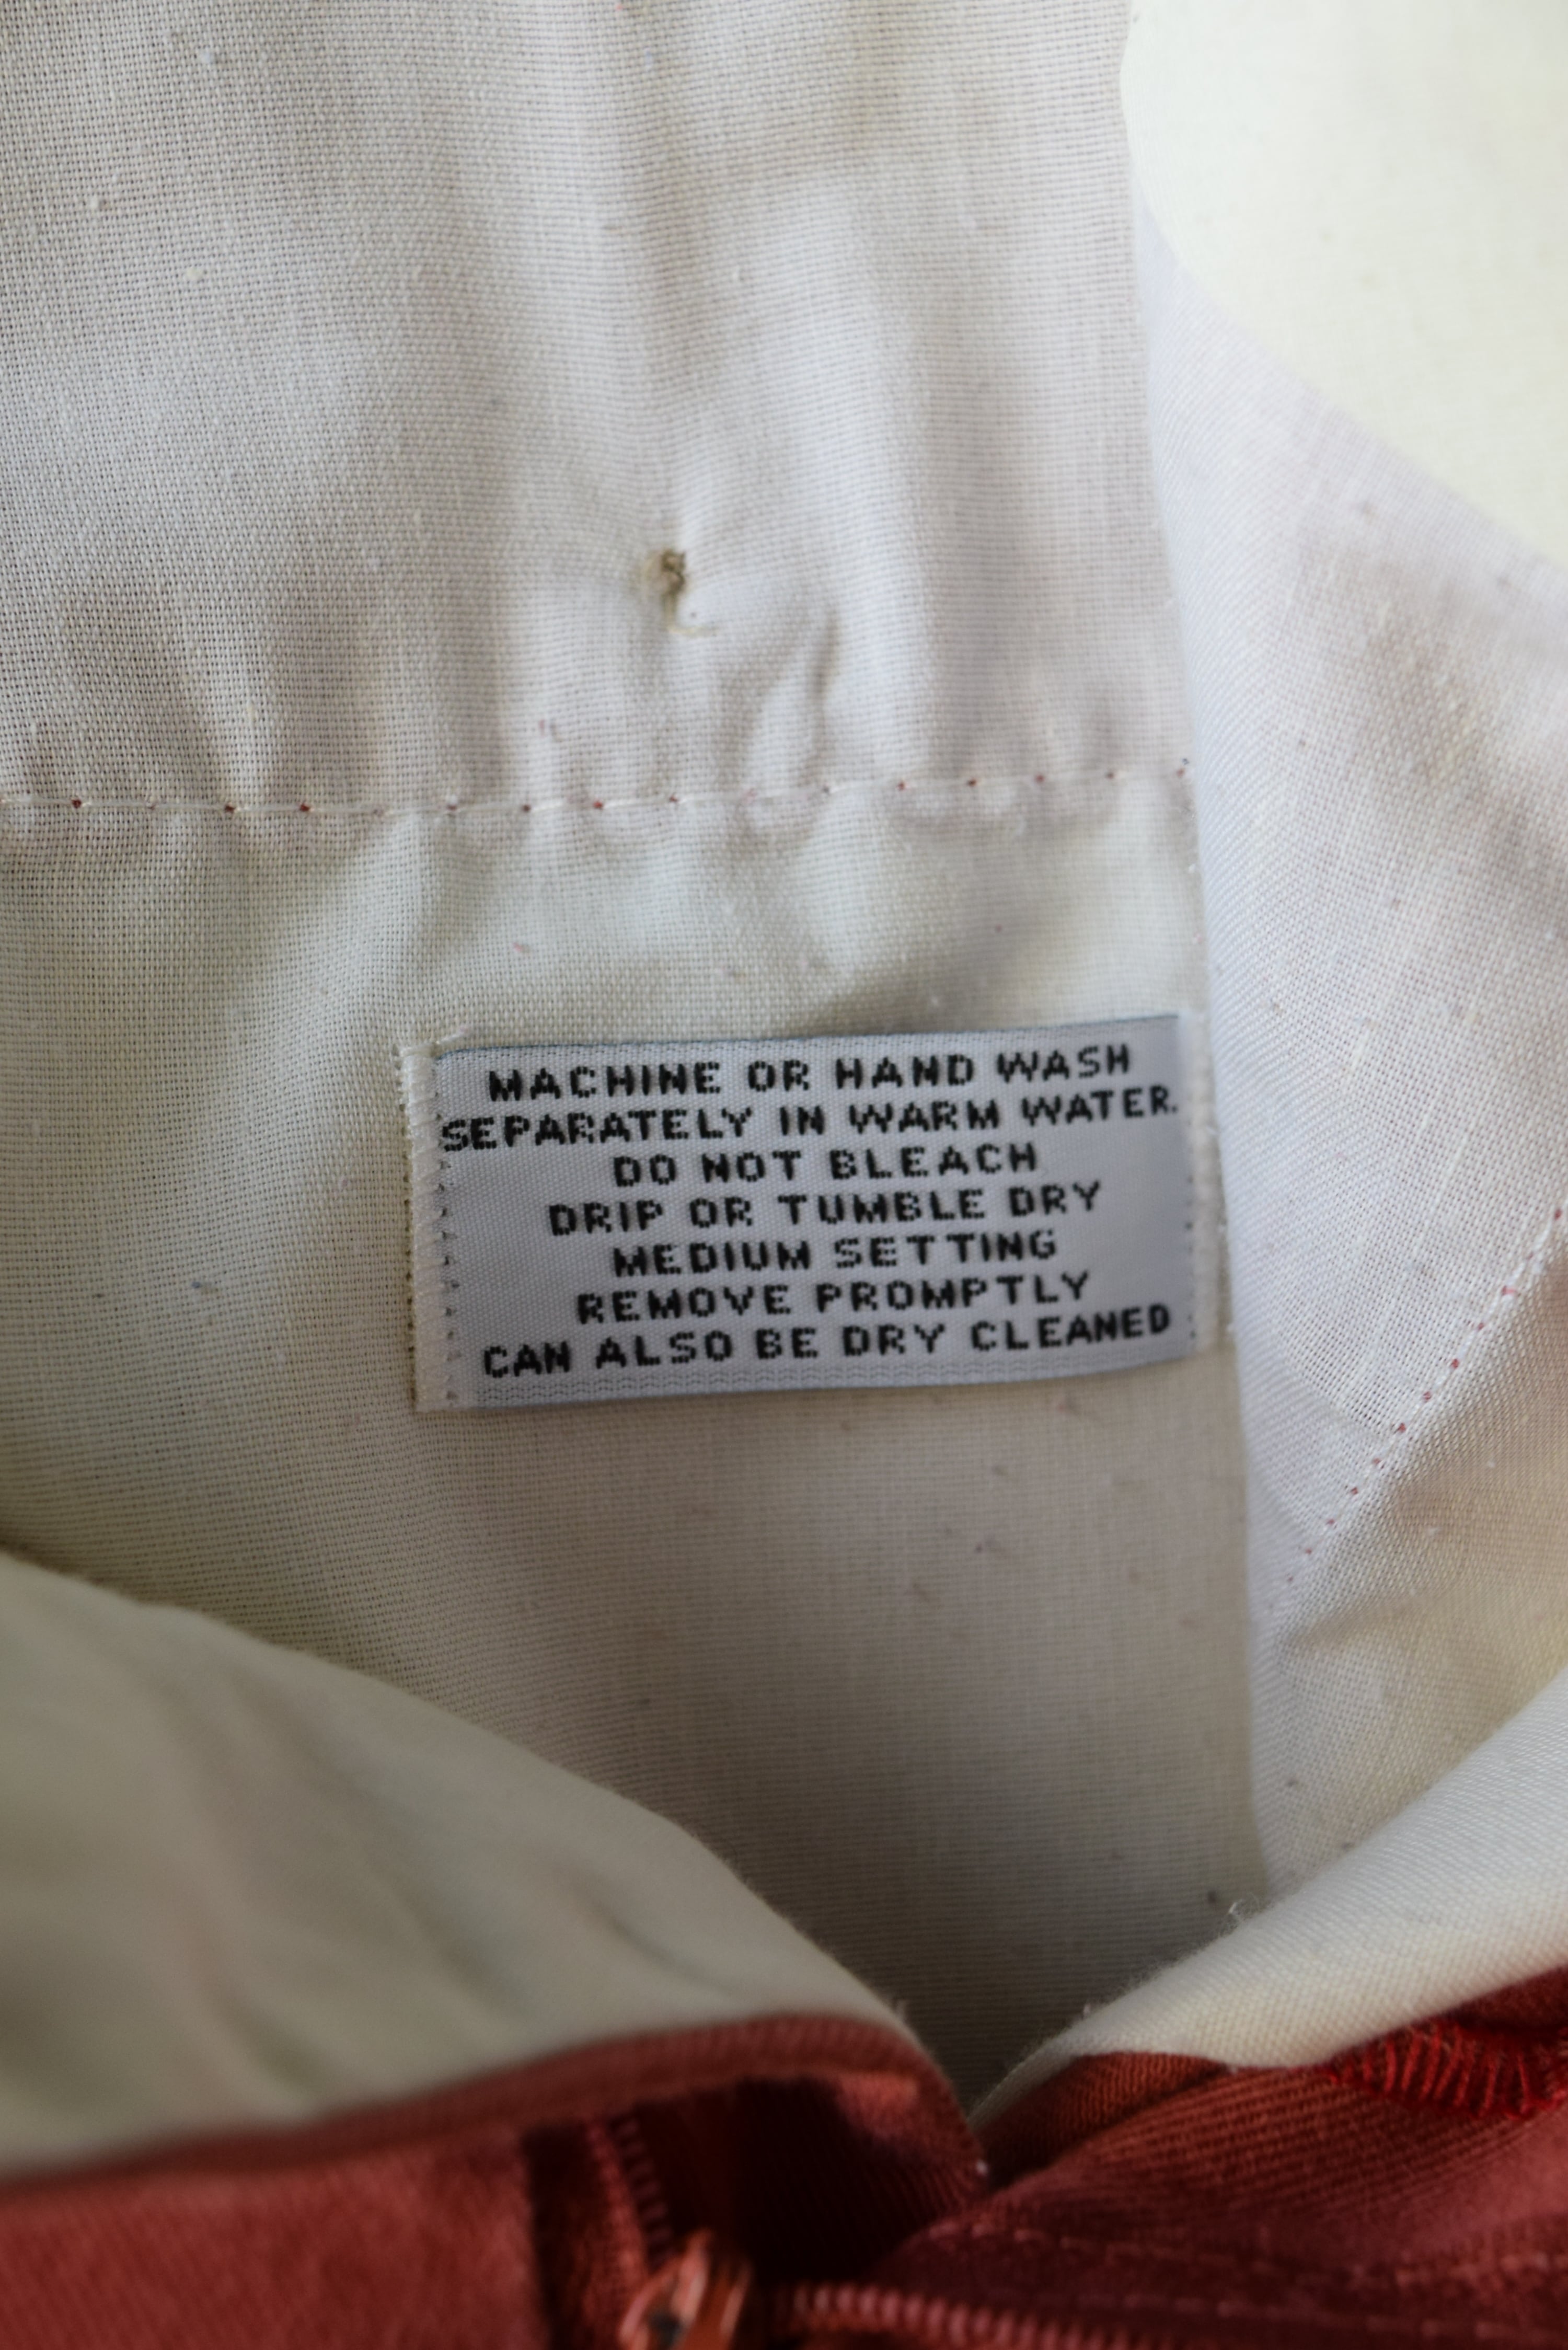 MACHINE OR HAND WASH
SEPARATELY IN WARM WATER.
DO NOT BLEACH
DRIP OR TUMBLE DRY
MEDIUM SETTING
REMOVE PROMPTLY
CAN ALSO BE DRY CLEANED